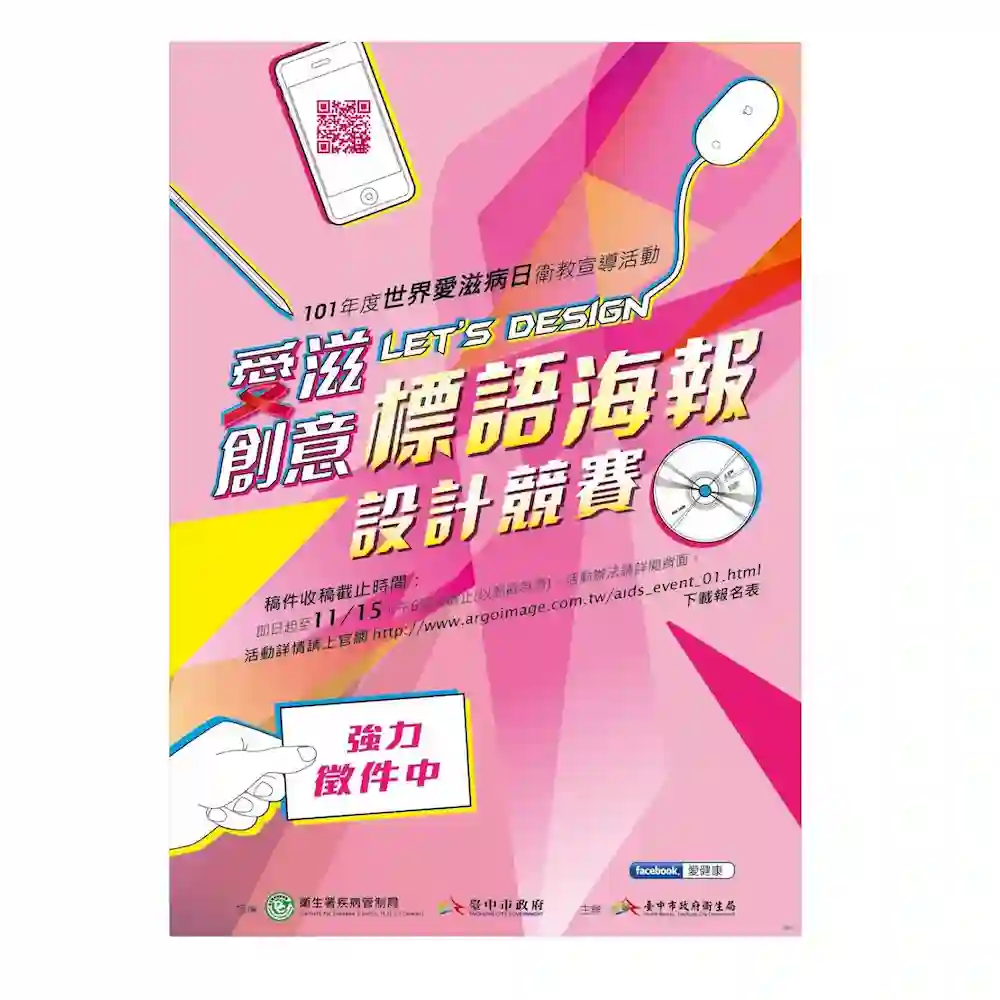 101年度世界愛滋病日衛教宣導活動
LET'S DESIGN
愛滋
創意
標語海報
設計競賽
稿件收稿截止時間：
即日起至11/15 活動辦法請詳閱背面。
活動詳情請上官網http://www.argoimage.com.tw/aids_event_01.html
下載報名表
強力
徵件中
facebook. 愛健康
衛生署疾病管制局
臺中市政府
主辦
臺中市政府衛生局